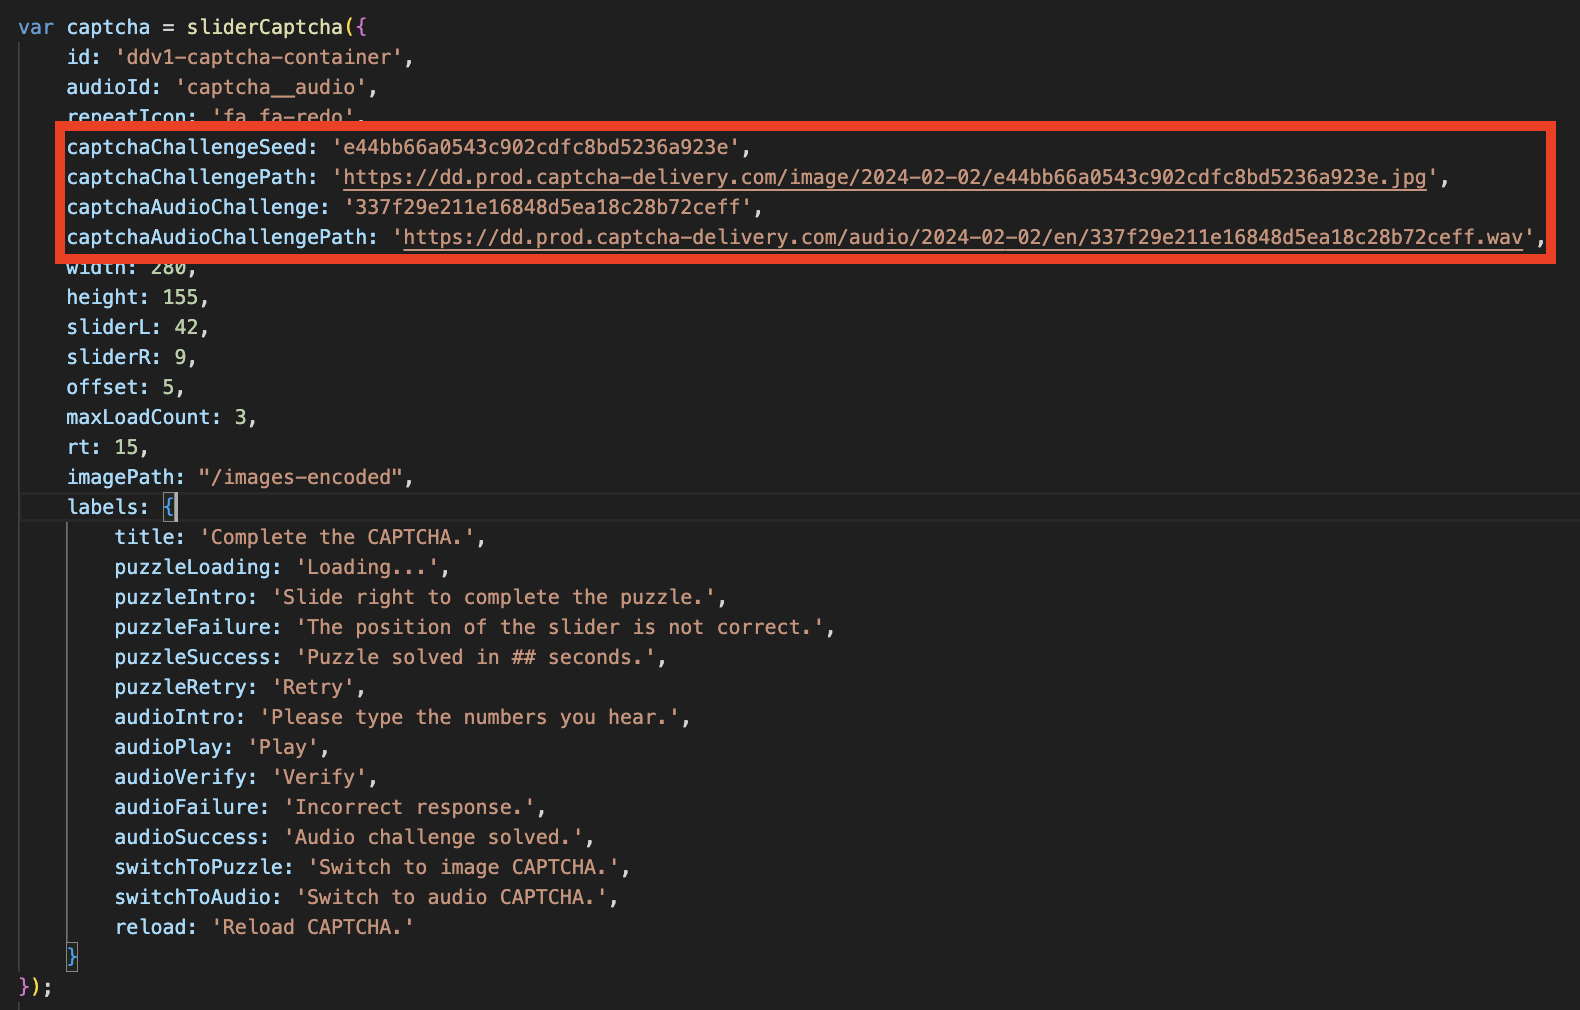 var captcha = sliderCaptcha({
    id: 'ddv1-captcha-container',
    audioId: 'captcha__audio',
    repeatIcon: 'fa fa-redo',
    captchaChallengeSeed: 'e44bb66a0543c902cdfc8bd5236a923e',
    captchaChallengePath: 'https://dd.prod.captcha-delivery.com/image/2024-02-02/e44bb66a0543c902cdfc8bd5236a923e.jpg',
    captchaAudioChallenge: '337f29e211e16848d5ea18c28b72ceff',
    captchaAudioChallengePath: 'https://dd.prod.captcha-delivery.com/audio/2024-02-02/en/337f29e211e16848d5ea18c28b72ceff.wav',
    width: 280,
    height: 155,
    sliderL: 42,
    sliderR: 9,
    offset: 5,
    maxLoadCount: 3,
    rt: 15,
    imagePath: "/images-encoded",
    labels: {
        title: 'Complete the CAPTCHA.',
        puzzleLoading: 'Loading...',
        puzzleIntro: 'Slide right to complete the puzzle.',
        puzzleFailure: 'The position of the slider is not correct.',
        puzzleSuccess: 'Puzzle solved in ## seconds.',
        puzzleRetry: 'Retry',
        audioIntro: 'Please type the numbers you hear.',
        audioPlay: 'Play',
        audioVerify: 'Verify',
        audioFailure: 'Incorrect response.',
        audioSuccess: 'Audio challenge solved.',
        switchToPuzzle: 'Switch to image CAPTCHA.',
        switchToAudio: 'Switch to audio CAPTCHA.',
        reload: 'Reload CAPTCHA.'
    }
});